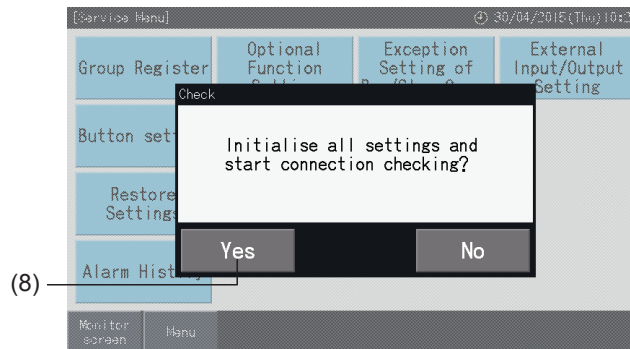 [Service Menu] 30/04/2015(Thu)10:
Group Register
Optional
Function
Exception
Setting of
External
Input/Output
Setting
Check
Button set
Initialise all settings and
start connection checking?
Restore
Setting
Yes
No
Alarm Hist
(8)
Monitor
screen
Menu